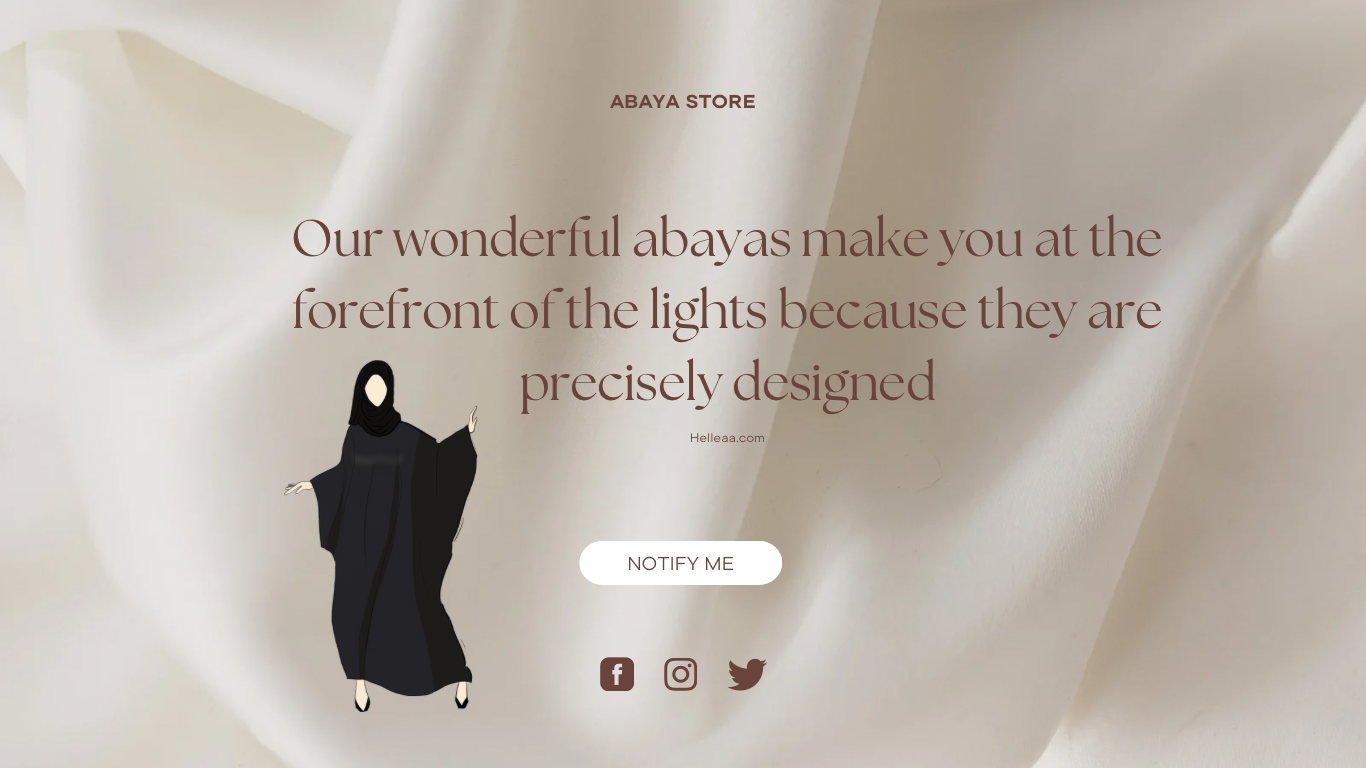 ABAYA STORE
Our wonderful abayas make you at the
forefront of the lights because they are
precisely designed
Helleaa.com
NOTIFY ME